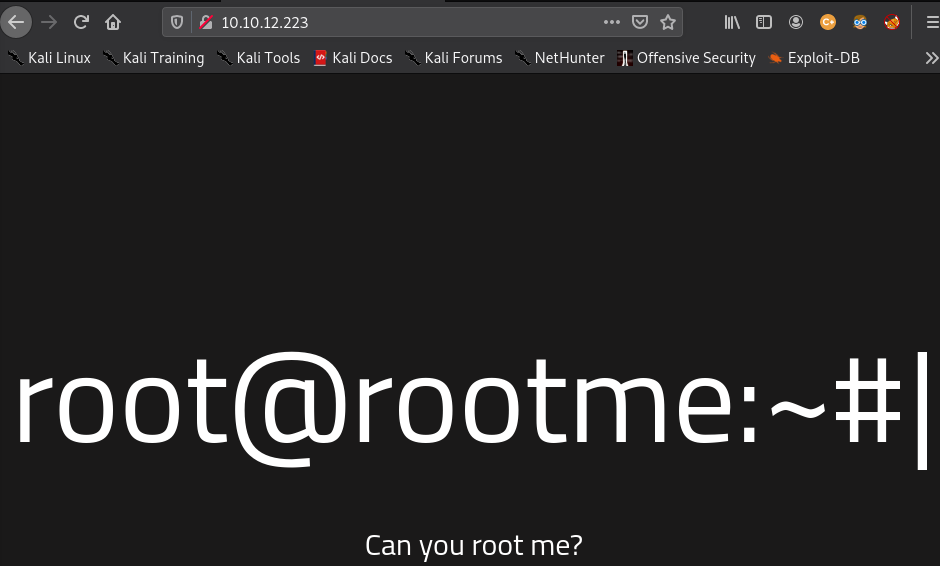 10.10.12.223
Kali Linux Kali Training Kali Tools Kali Docs Kali Forums NetHunter Offensive Security Exploit-DB
root@rootme:~#|
Can you root me?